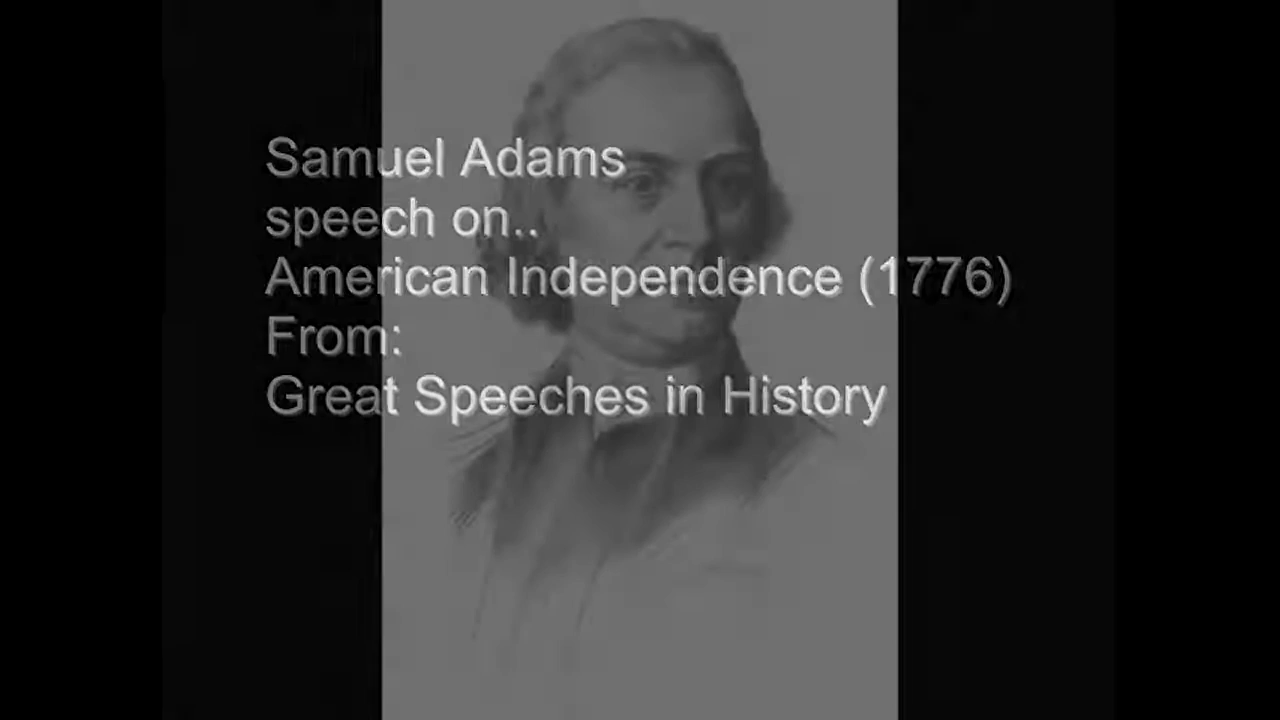 Samuel Adams
speech on..
American Independence (1776)
From:
Great Speeches in History